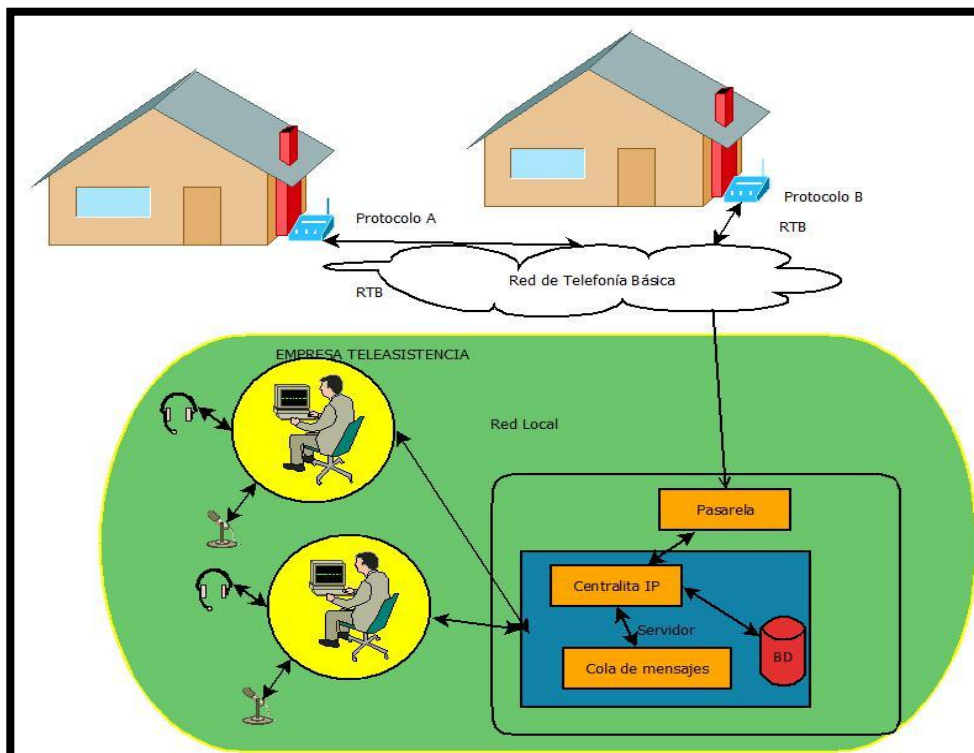 Protocolo A
Protocolo B
RTB
Red de Telefonía Básica
RTB
EMPRESA TELEASISTENCIA
Red Local
Pasarela
Centralita IP
Servidor
Cola de mensajes
BD